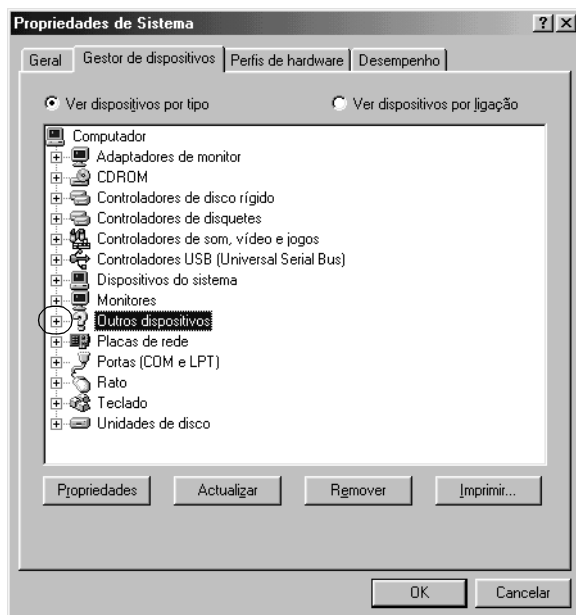 Propriedades de Sistema
Geral Gestor de dispositivos Perfis de hardware Desempenho
Ver dispositivos por tipo Ver dispositivos por ligação
Computador
Adaptadores de monitor
CDROM
Controladores de disco rígido
Controladores de disquetes
Controladores de som, vídeo e jogos
Controladores USB (Universal Serial Bus)
Dispositivos do sistema
Monitores
Outros dispositivos
Placas de rede
Portas (COM e LPT)
Rato
Teclado
Unidades de disco
Propriedades Actualizar Remover Imprimir...
OK Cancelar